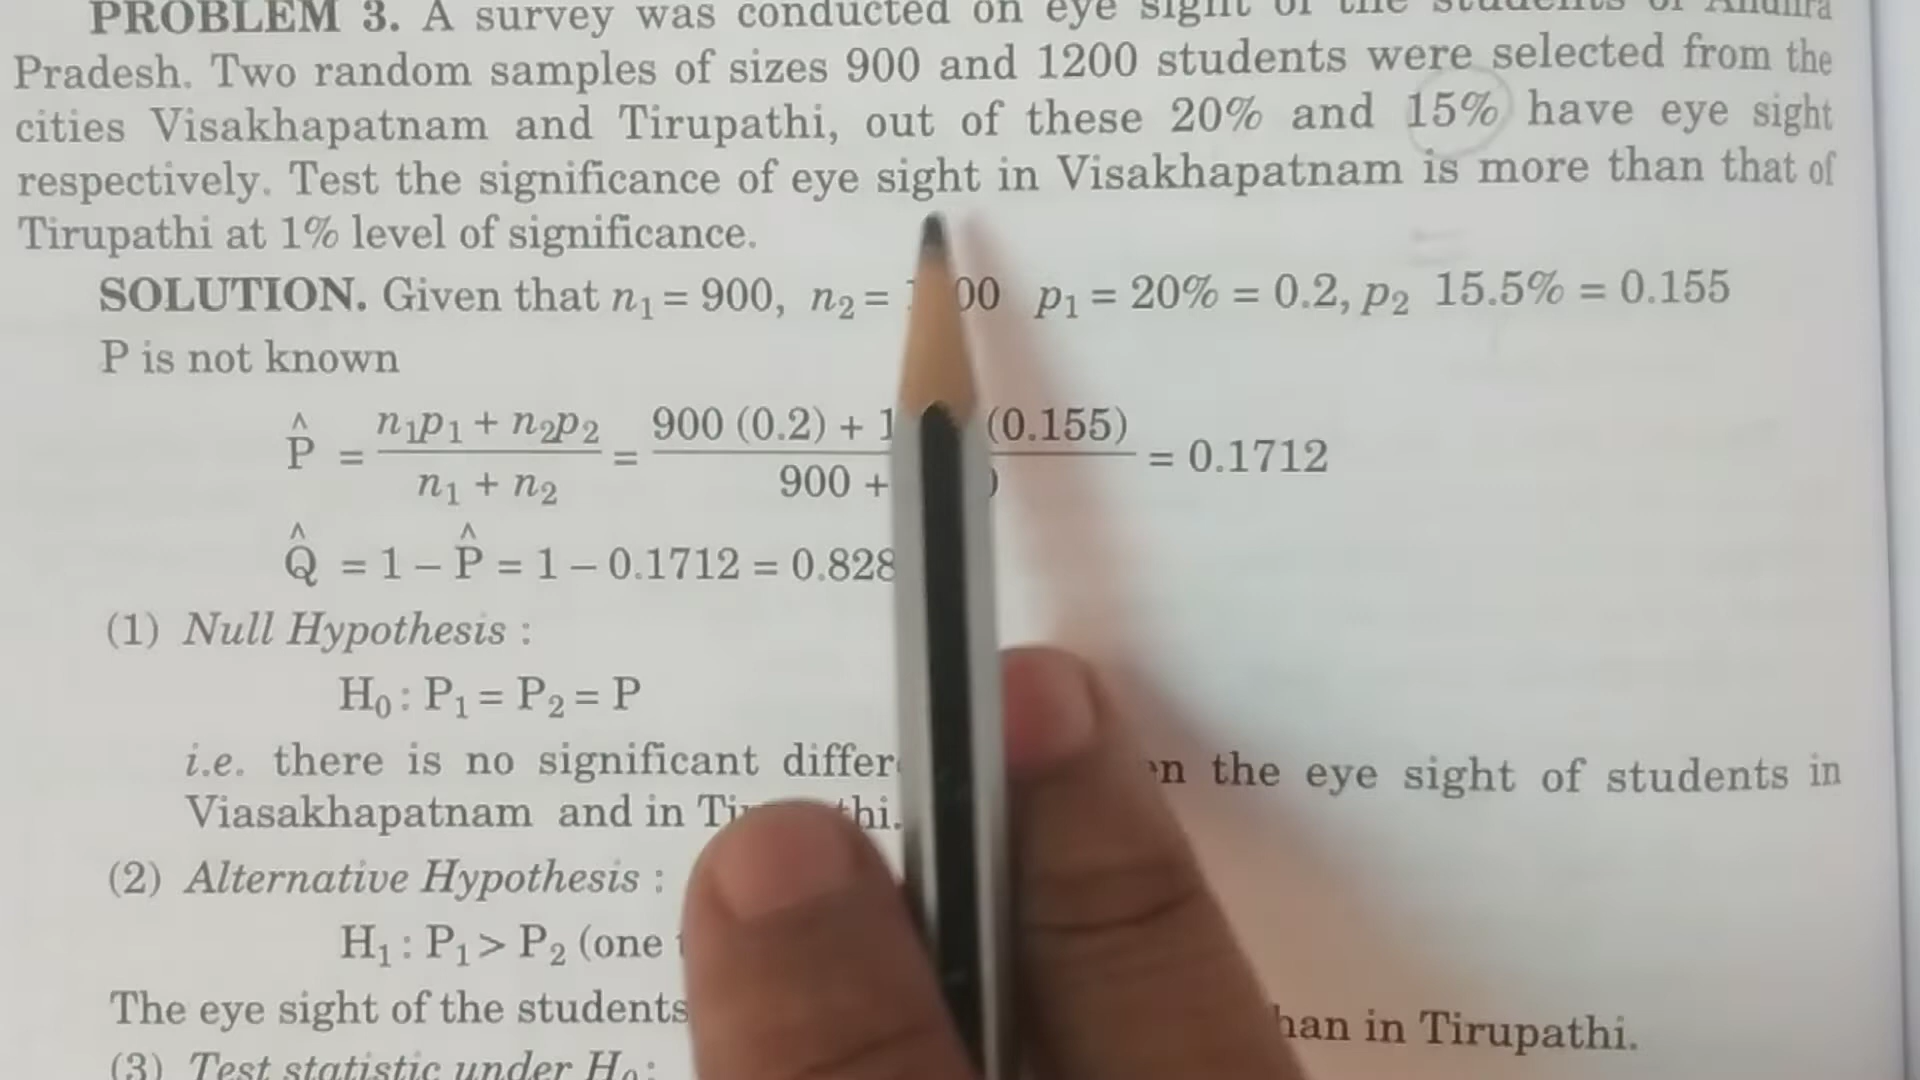 PROBLEM 3. A survey was conducted on eye sight of the students of Andhra
Pradesh. Two random samples of sizes 900 and 1200 students were selected from the
cities Visakhapatnam and Tirupathi, out of these 20% and 15% have eye sight
respectively. Test the significance of eye sight in Visakhapatnam is more than that of
Tirupathi at 1% level of significance.
SOLUTION. Given that n₁ = 900, n₂ = p₁ = 20% = 0.2, p₂ 15.5% = 0.155
P is not known
P̂ = (n₁p₁ + n₂p₂)/(n₁ + n₂) = 900 (0.2) + (0.155) / 900 + = 0.1712
Q̂ = 1 – P̂ = 1 – 0.1712 = 0.828
(1) Null Hypothesis :
H₀ : P₁ = P₂ = P
i.e. there is no significant the eye sight of students in
Viasakhapatnam and in
(2) Alternative Hypothesis :
H₁ : P₁ > P₂ (one
The eye sight of the students in Tirupathi.
(3) Test statistic under H₀ :